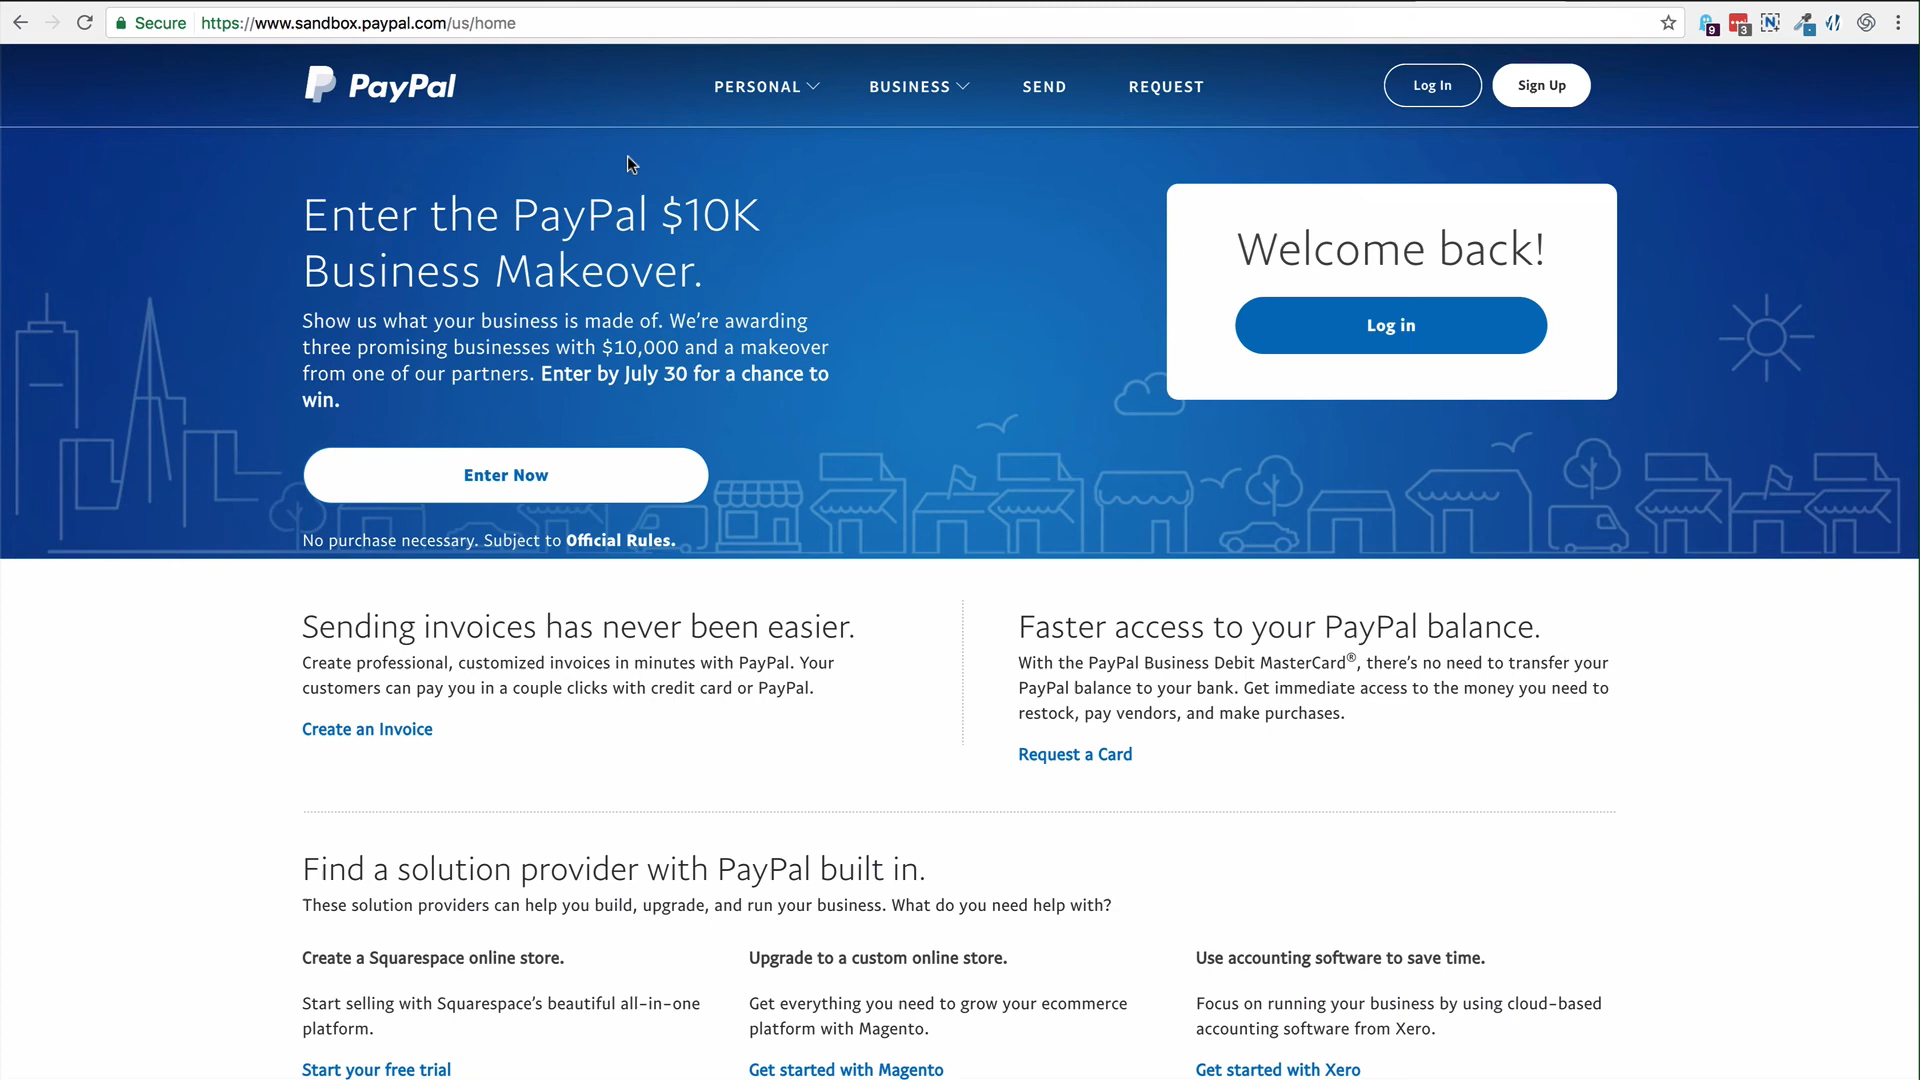 Secure https://www.sandbox.paypal.com/us/home
9
3
N
PayPal
PERSONAL
BUSINESS
SEND
REQUEST
Log In
Sign Up
Enter the PayPal $10K
Business Makeover.
Show us what your business is made of. We’re awarding
three promising businesses with $10,000 and a makeover
from one of our partners. Enter by July 30 for a chance to
win.
Enter Now
No purchase necessary. Subject to Official Rules.
Welcome back!
Log in
Sending invoices has never been easier.
Create professional, customized invoices in minutes with PayPal. Your
customers can pay you in a couple clicks with credit card or PayPal.
Create an Invoice
Faster access to your PayPal balance.
With the PayPal Business Debit MasterCard®, there’s no need to transfer your
PayPal balance to your bank. Get immediate access to the money you need to
restock, pay vendors, and make purchases.
Request a Card
Find a solution provider with PayPal built in.
These solution providers can help you build, upgrade, and run your business. What do you need help with?
Create a Squarespace online store.
Start selling with Squarespace’s beautiful all-in-one
platform.
Start your free trial
Upgrade to a custom online store.
Get everything you need to grow your ecommerce
platform with Magento.
Get started with Magento
Use accounting software to save time.
Focus on running your business by using cloud-based
accounting software from Xero.
Get started with Xero